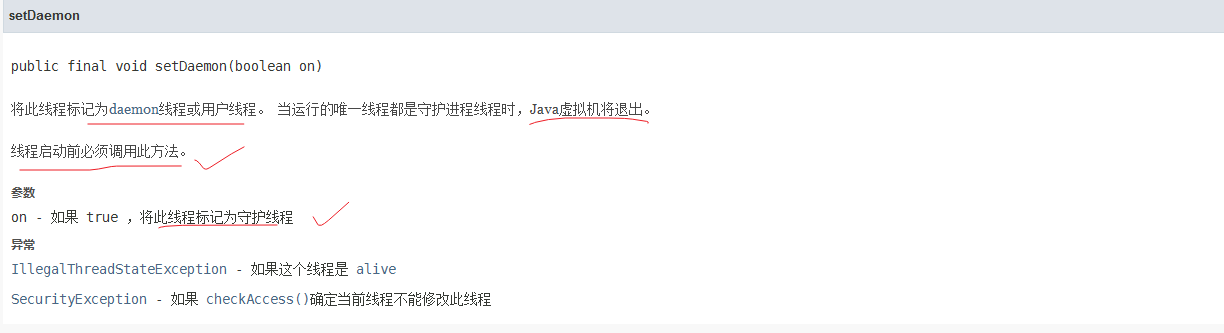 setDaemon
public final void setDaemon(boolean on)
将此线程标记为daemon线程或用户线程。 当运行的唯一线程都是守护进程线程时，Java虚拟机将退出。
线程启动前必须调用此方法。
参数
on - 如果 true ，将此线程标记为守护线程
异常
IllegalThreadStateException - 如果这个线程是 alive
SecurityException - 如果 checkAccess()确定当前线程不能修改此线程